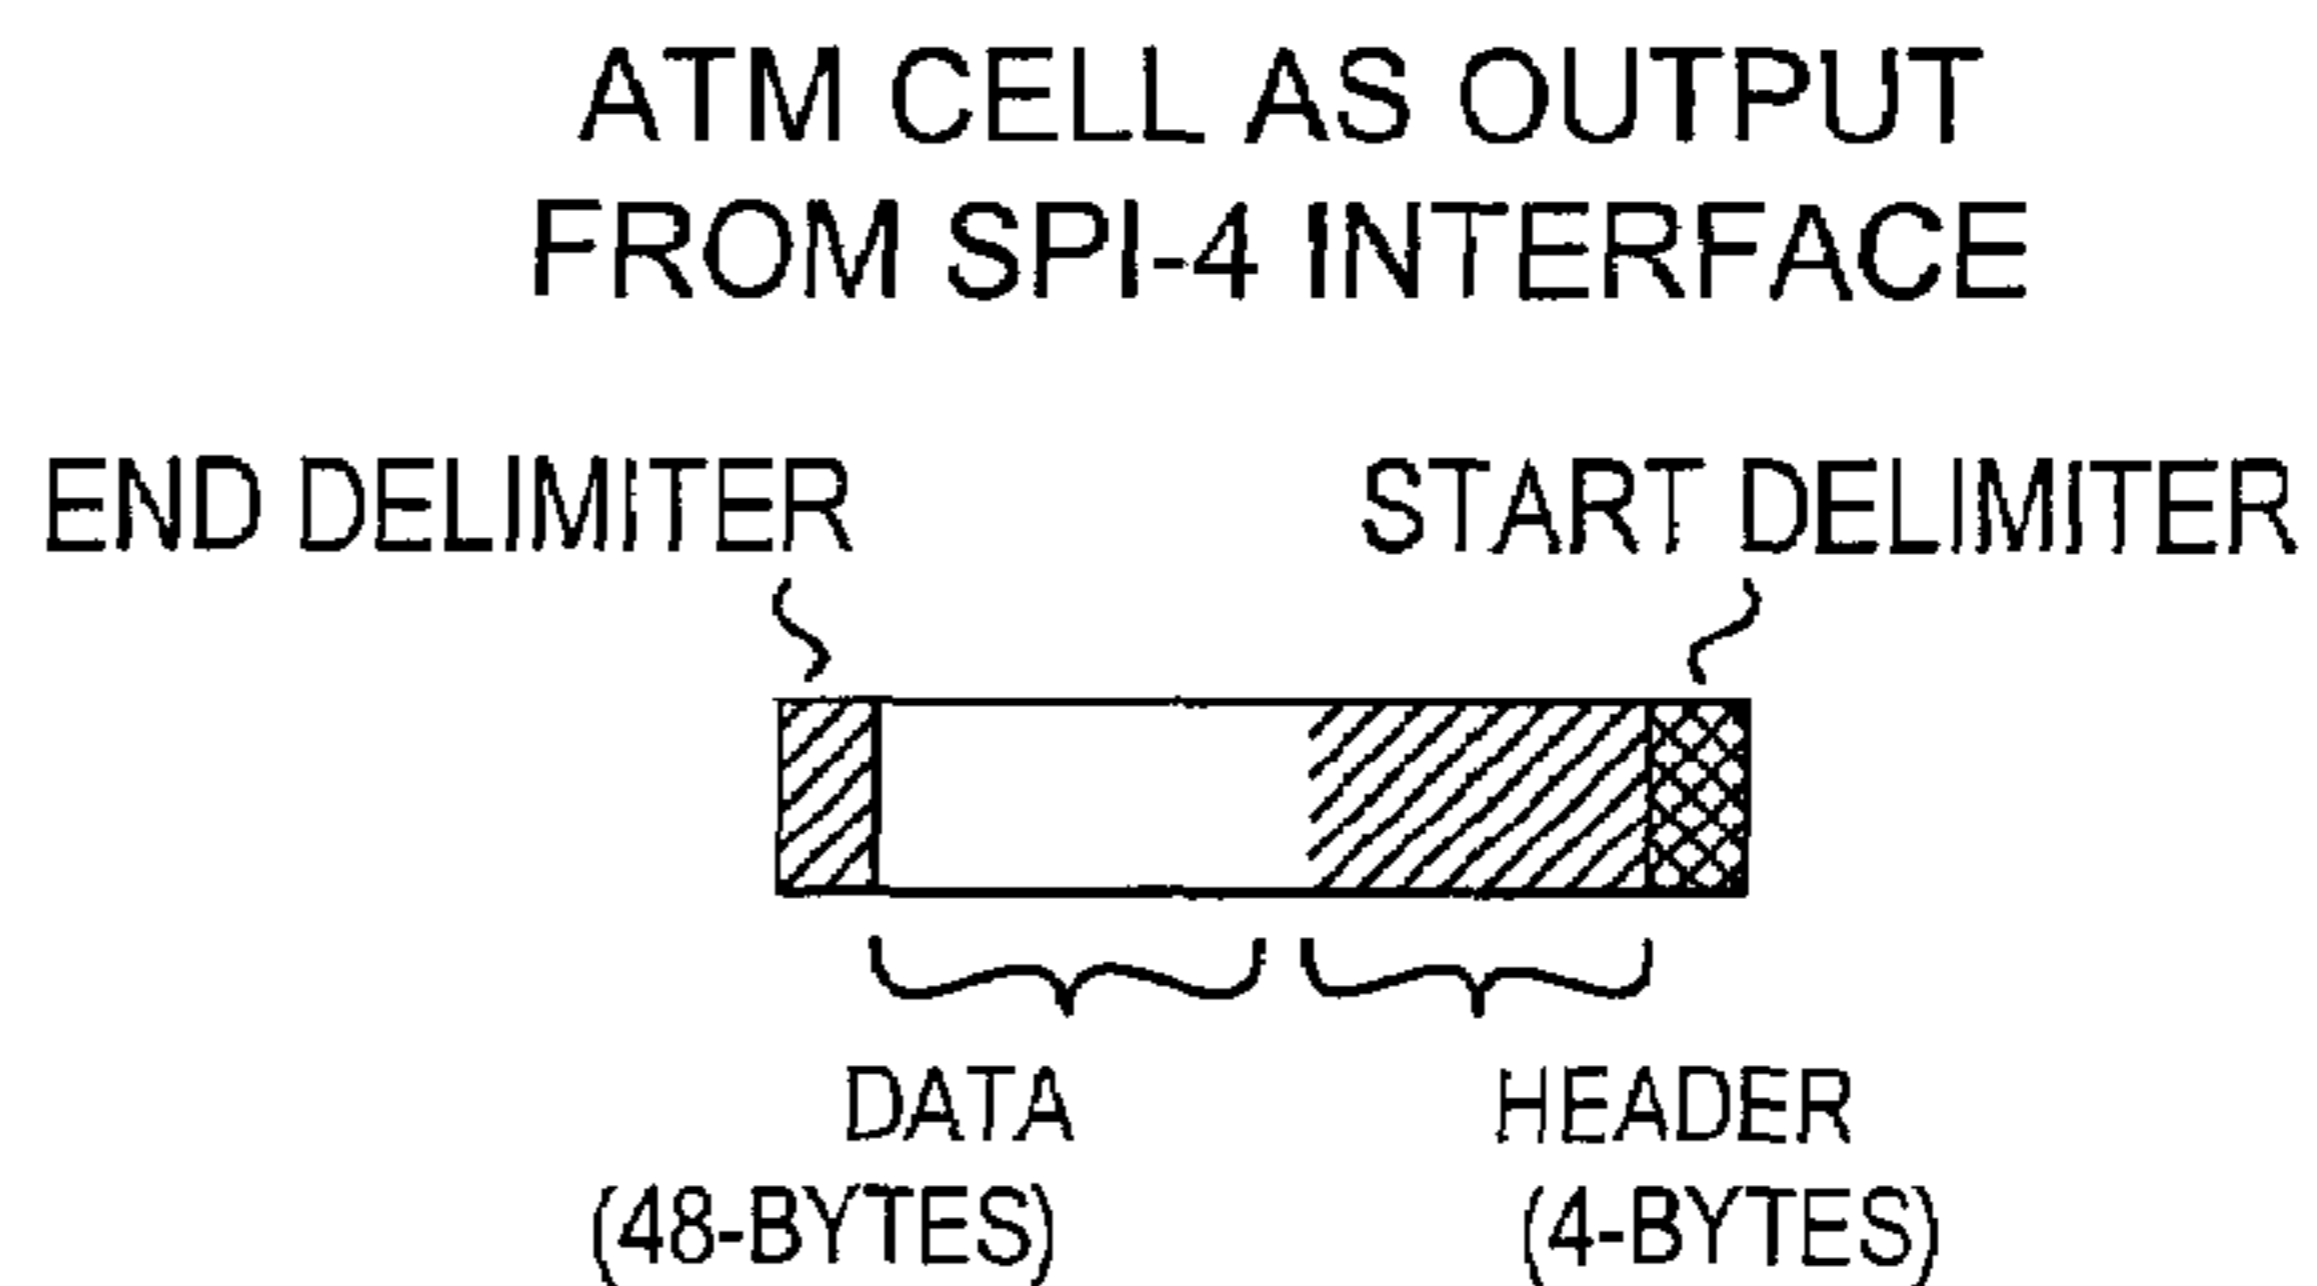 ATM CELL AS OUTPUT
FROM SPI-4 INTERFACE
END DELIMITER
START DELIMITER
DATA
(48-BYTES)
HEADER
(4-BYTES)